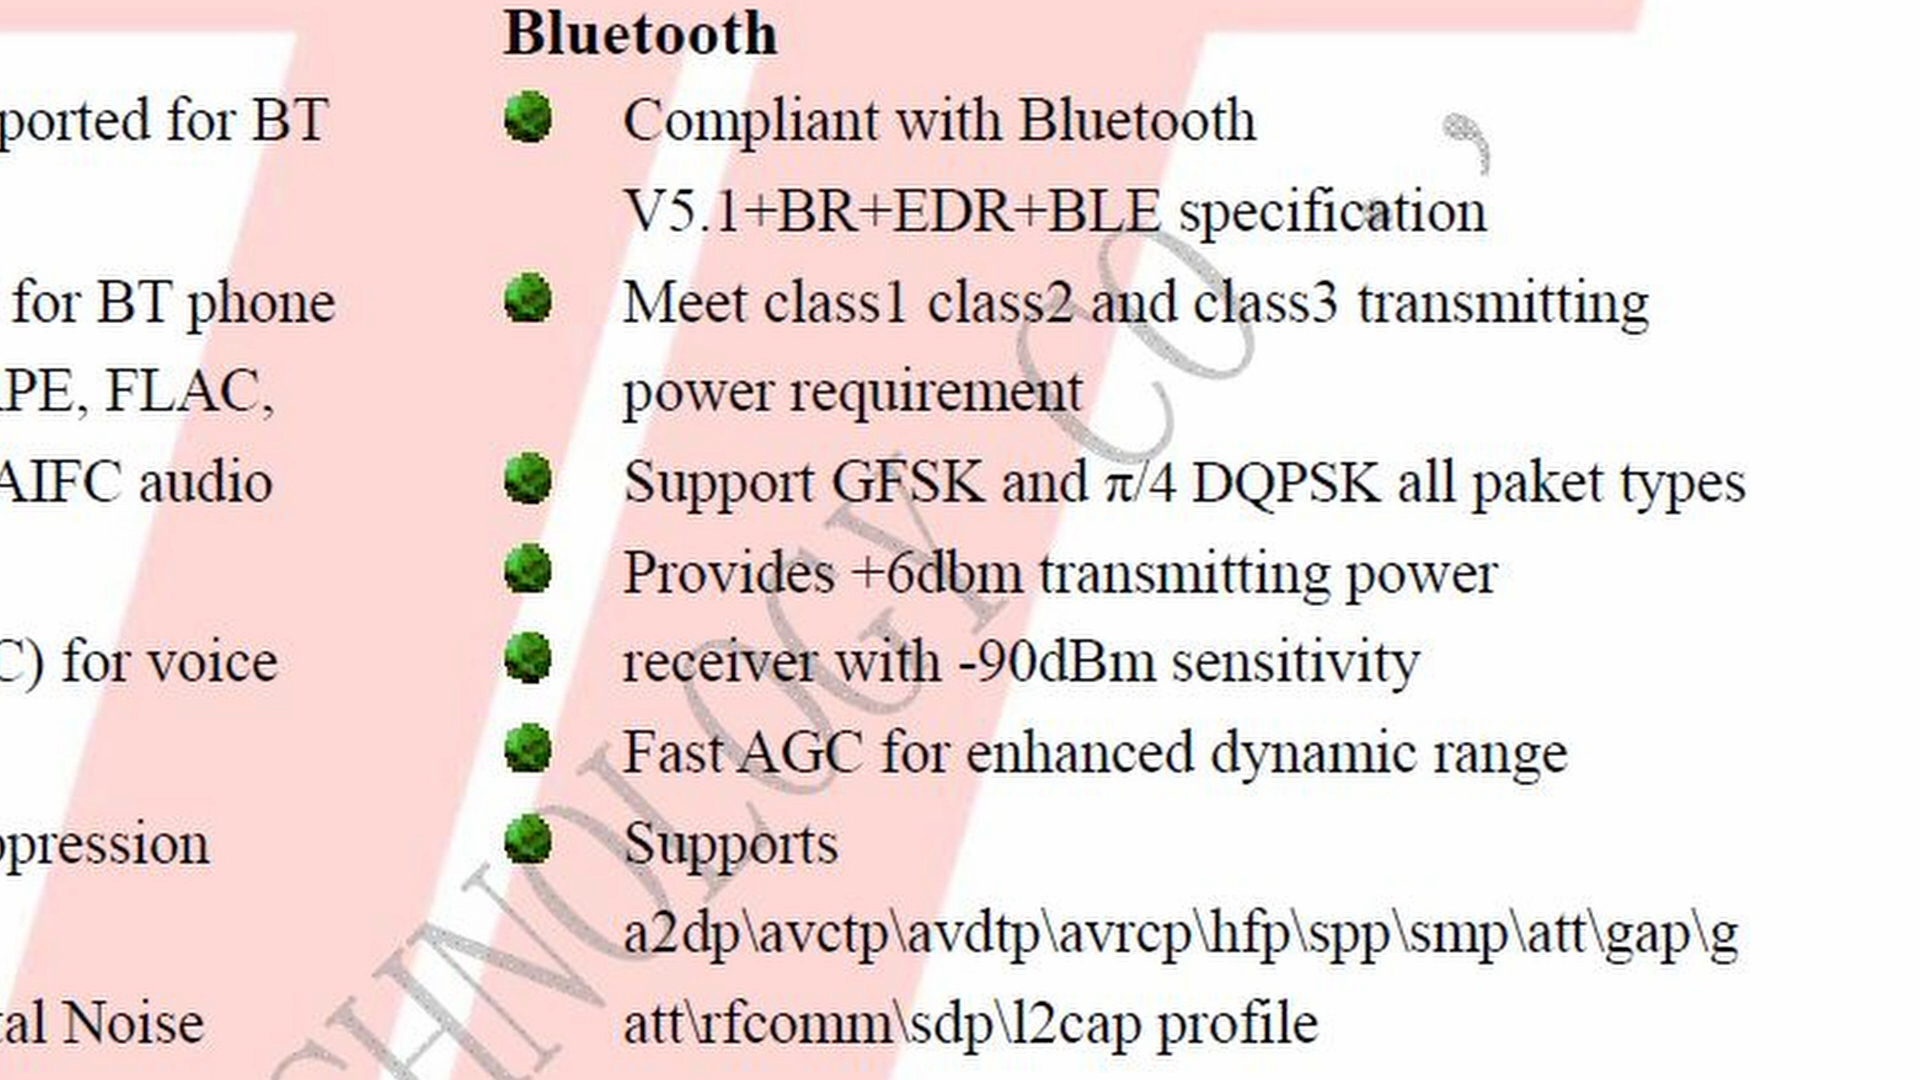 ported for BT
for BT phone
PE, FLAC,
AIFC audio
C) for voice
pression
tal Noise
Bluetooth
Compliant with Bluetooth
V5.1+BR+EDR+BLE specification
Meet class1 class2 and class3 transmitting
power requirement
Support GFSK and π/4 DQPSK all paket types
Provides +6dbm transmitting power
receiver with -90dBm sensitivity
Fast AGC for enhanced dynamic range
Supports
a2dp\avctp\avdtp\avrcp\hfp\spp\smp\att\gap\g
att\rfcomm\sdp\l2cap profile
CHNOLOGY CO